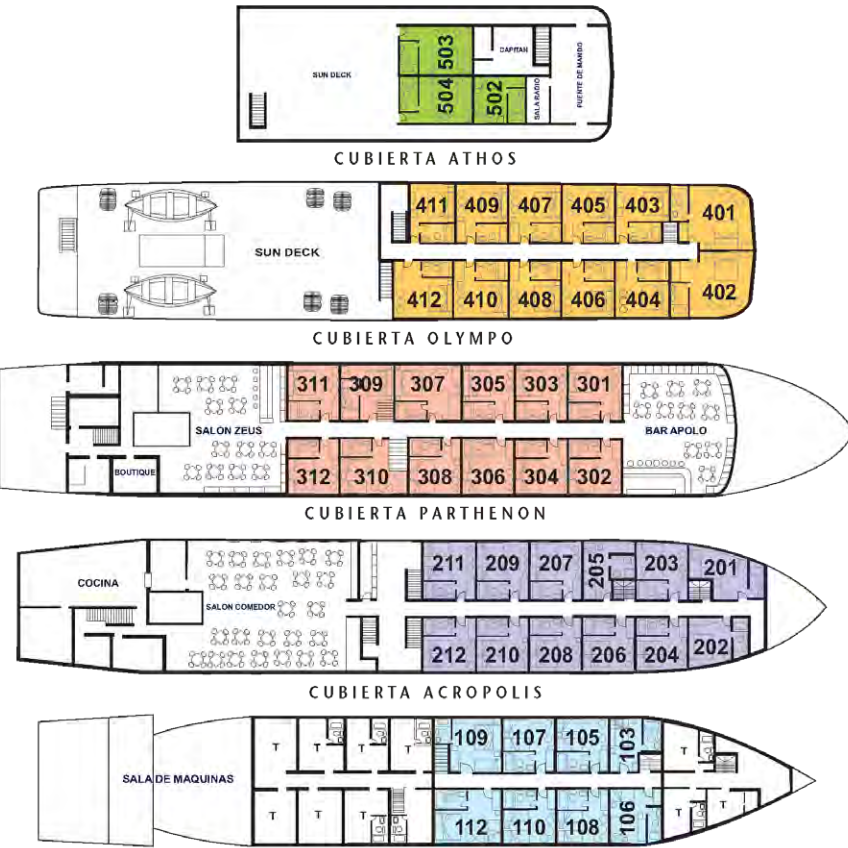 503
CAPITAN
SUN DECK
504
502
SALA RADIO
PUENTE DE MANDO
CUBIERTA ATHOS
411 409 407 405 403 401
SUN DECK
412 410 408 406 404 402
CUBIERTA OLYMPO
311 309 307 305 303 301
SALON ZEUS
BAR APOLO
BOUTIQUE
312 310 308 306 304 302
CUBIERTA PARTHENON
211 209 207 205 203 201
COCINA
SALON COMEDOR
212 210 208 206 204 202
CUBIERTA ACROPOLIS
T T T T 109 107 105 103 T
SALA DE MAQUINAS
T T T 112 110 108 106 T T